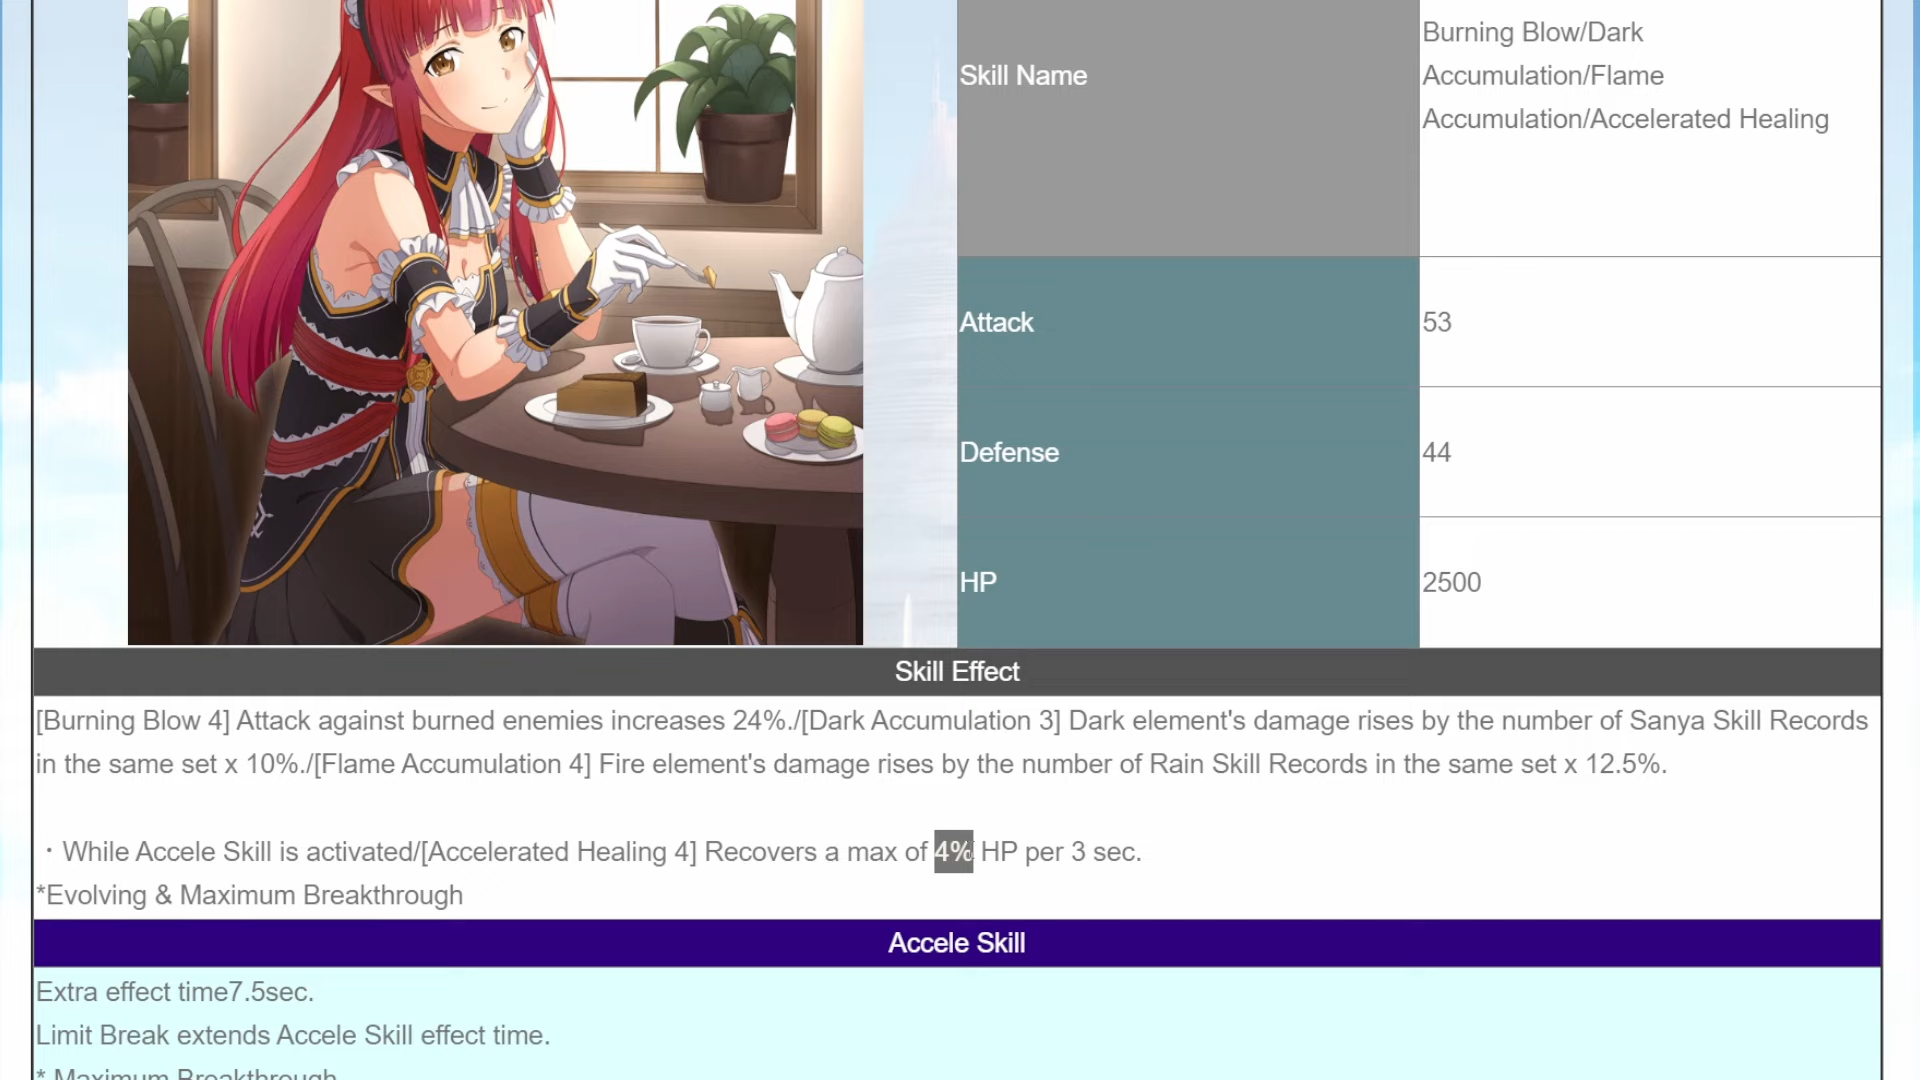 Skill Name
Burning Blow/Dark
Accumulation/Flame
Accumulation/Accelerated Healing
Attack
53
Defense
44
HP
2500
Skill Effect
[Burning Blow 4] Attack against burned enemies increases 24%./[Dark Accumulation 3] Dark element's damage rises by the number of Sanya Skill Records
in the same set x 10%./[Flame Accumulation 4] Fire element's damage rises by the number of Rain Skill Records in the same set x 12.5%.
・While Accele Skill is activated/[Accelerated Healing 4] Recovers a max of 4% HP per 3 sec.
*Evolving & Maximum Breakthrough
Accele Skill
Extra effect time7.5sec.
Limit Break extends Accele Skill effect time.
* Maximum Breakthrough